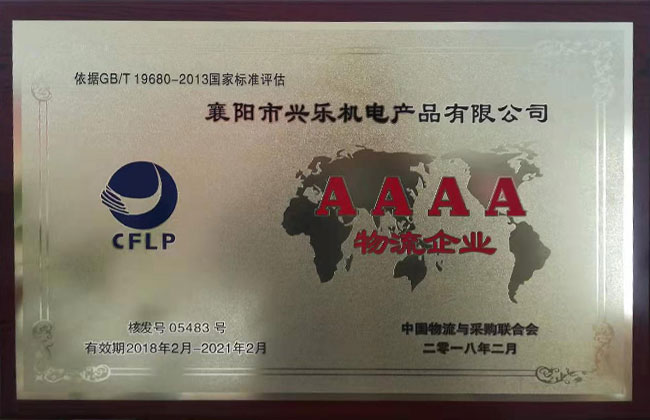 依据GB/T 19680-2013国家标准评估
襄阳市兴乐机电产品有限公司
CFLP
AAAA
物流企业
核发号 05483 号
有效期2018年2月-2021年2月
中国物流与采购联合会
二零一八年二月